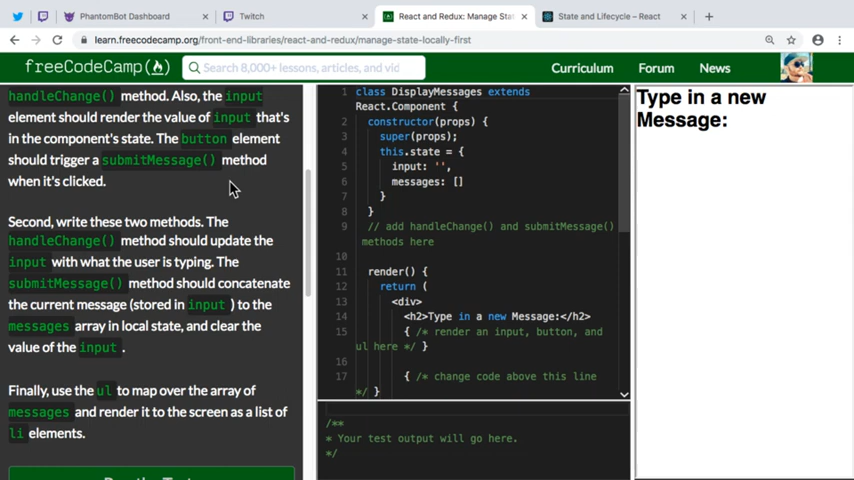 PhantomBot Dashboard
Twitch
React and Redux: Manage Sta
State and Lifecycle – React
learn.freecodecamp.org/front-end-libraries/react-and-redux/manage-state-locally-first
freeCodeCamp
Search 8,000+ lessons, articles, and vid
Curriculum
Forum
News
handleChange() method. Also, the input
element should render the value of input that's
in the component's state. The button element
should trigger a submitMessage() method
when it's clicked.
Second, write these two methods. The
handleChange() method should update the
input with what the user is typing. The
submitMessage() method should concatenate
the current message (stored in input ) to the
messages array in local state, and clear the
value of the input .
Finally, use the ul to map over the array of
messages and render it to the screen as a list of
li elements.
1 class DisplayMessages extends
React.Component {
2 constructor(props) {
3 super(props);
4 this.state = {
5 input: '',
6 messages: []
7 }
8 }
9 // add handleChange() and submitMessage()
methods here
10
11 render() {
12 return (
13 <div>
14 <h2>Type in a new Message:</h2>
15 { /* render an input, button, and
ul here */ }
16
17 { /* change code above this line
*/ }
/**
* Your test output will go here.
*/
Type in a new
Message: